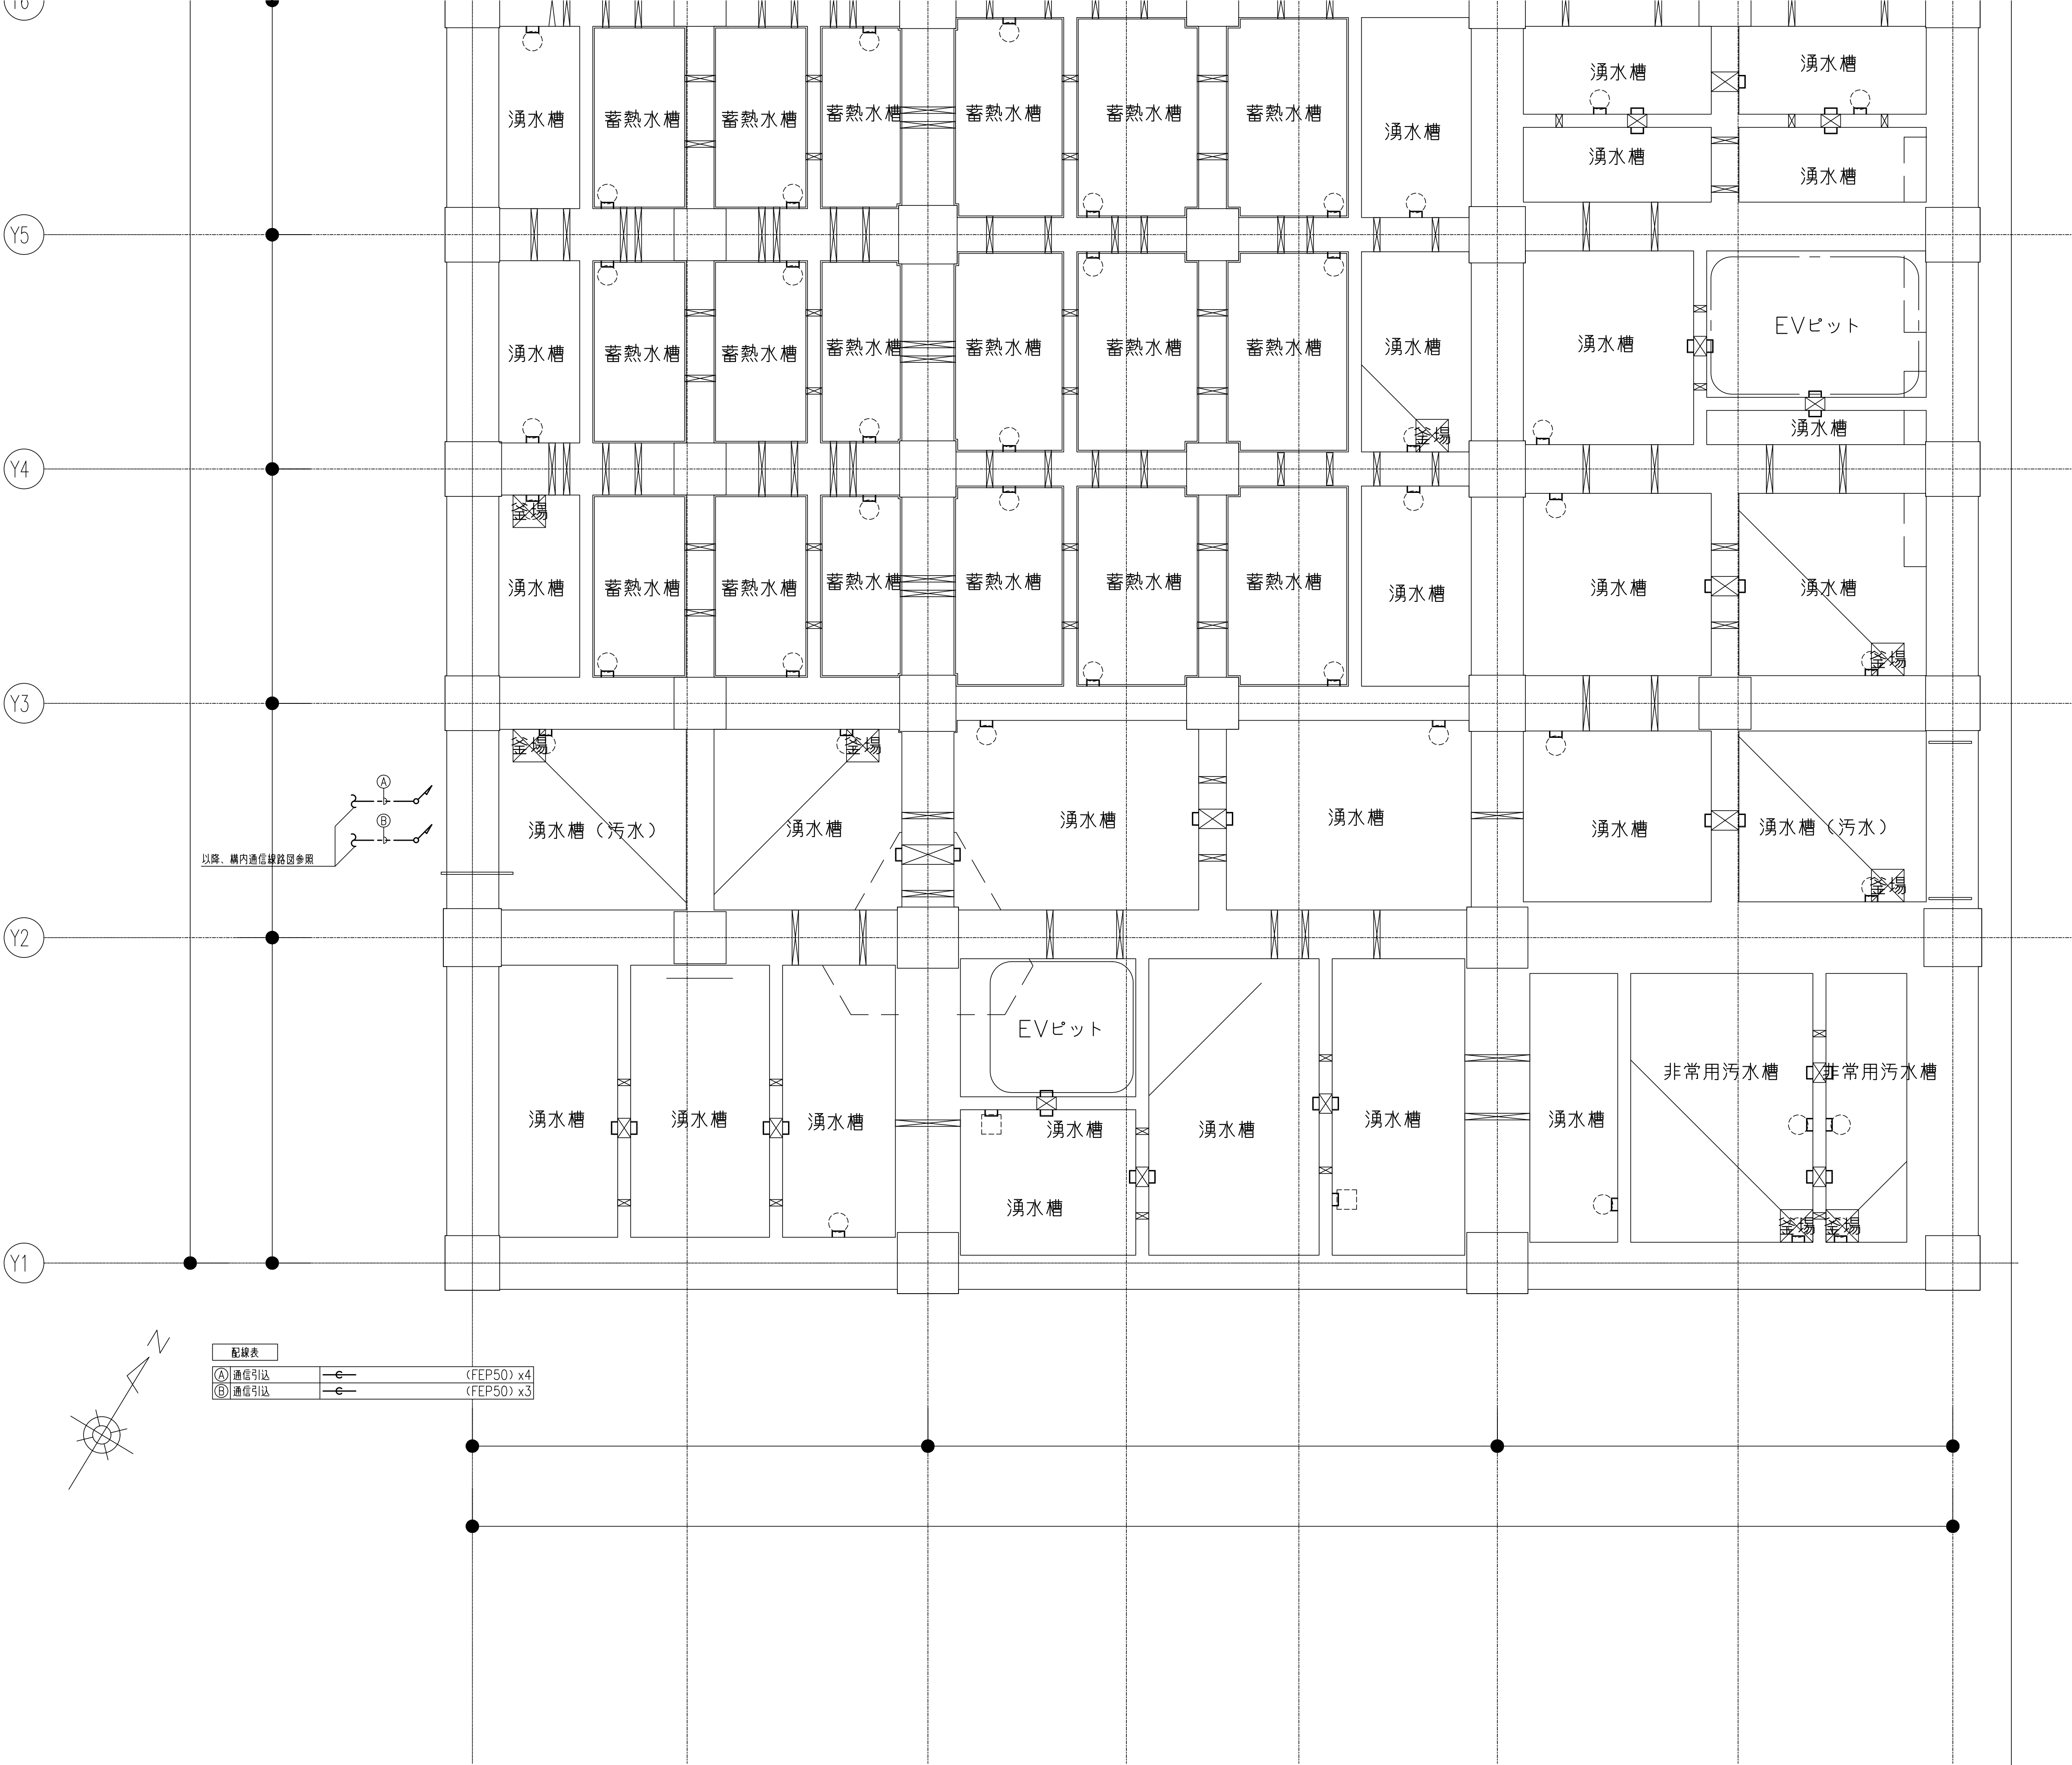 Y6
湧水槽 湧水槽
湧水槽 蓄熱水槽 蓄熱水槽 蓄熱水槽 蓄熱水槽 蓄熱水槽 蓄熱水槽 湧水槽
湧水槽 湧水槽
Y5
EVピット
湧水槽 蓄熱水槽 蓄熱水槽 蓄熱水槽 蓄熱水槽 蓄熱水槽 蓄熱水槽 湧水槽 湧水槽
湧水槽
釜場
Y4
釜場
湧水槽 蓄熱水槽 蓄熱水槽 蓄熱水槽 蓄熱水槽 蓄熱水槽 蓄熱水槽 湧水槽 湧水槽 湧水槽
釜場
Y3
釜場 釜場
A
B
湧水槽（汚水） 湧水槽 湧水槽 湧水槽 湧水槽 湧水槽（汚水）
以降、構内通信線路図参照
釜場
Y2
EVピット
非常用汚水槽 非常用汚水槽
湧水槽 湧水槽 湧水槽 湧水槽 湧水槽 湧水槽 湧水槽
湧水槽
釜場 釜場
Y1
N
配線表
A 通信引込 C (FEP50) x4
B 通信引込 C (FEP50) x3